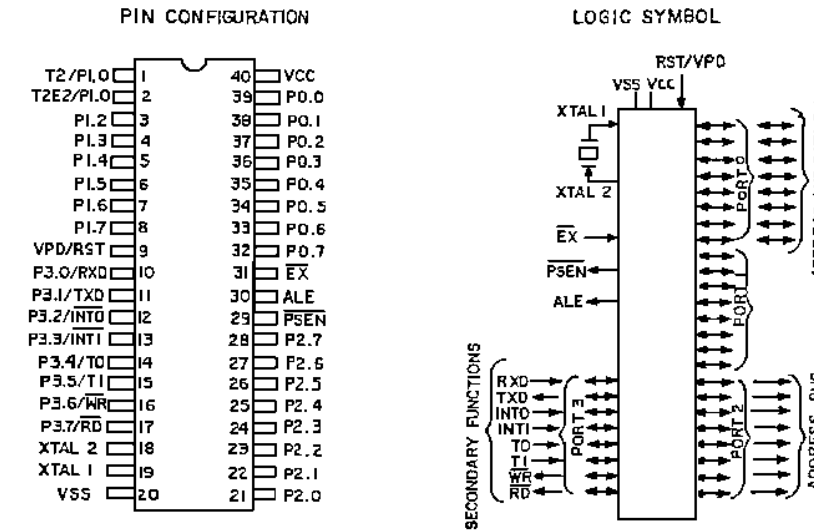 PIN CONFIGURATION
T2/P1.0 1 40 VCC
T2E2/P1.0 2 39 P0.0
P1.2 3 38 P0.1
P1.3 4 37 P0.2
P1.4 5 36 P0.3
P1.5 6 35 P0.4
P1.6 7 34 P0.5
P1.7 8 33 P0.6
VPD/RST 9 32 P0.7
P3.0/RXD 10 31 EX
P3.1/TXD 11 30 ALE
P3.2/INT0 12 29 PSEN
P3.3/INT1 13 28 P2.7
P3.4/T0 14 27 P2.6
P3.5/T1 15 26 P2.5
P3.6/WR 16 25 P2.4
P3.7/RD 17 24 P2.3
XTAL 2 18 23 P2.2
XTAL 1 19 22 P2.1
VSS 20 21 P2.0
LOGIC SYMBOL
RST/VPD
VSS VCC
XTAL 1
XTAL 2
EX
PSEN
ALE
PORT 0
PORT 1
SECONDARY FUNCTIONS
RXD
TXD
INT0
INT1
T0
T1
WR
RD
PORT 3
PORT 2
ADDRESS BUS